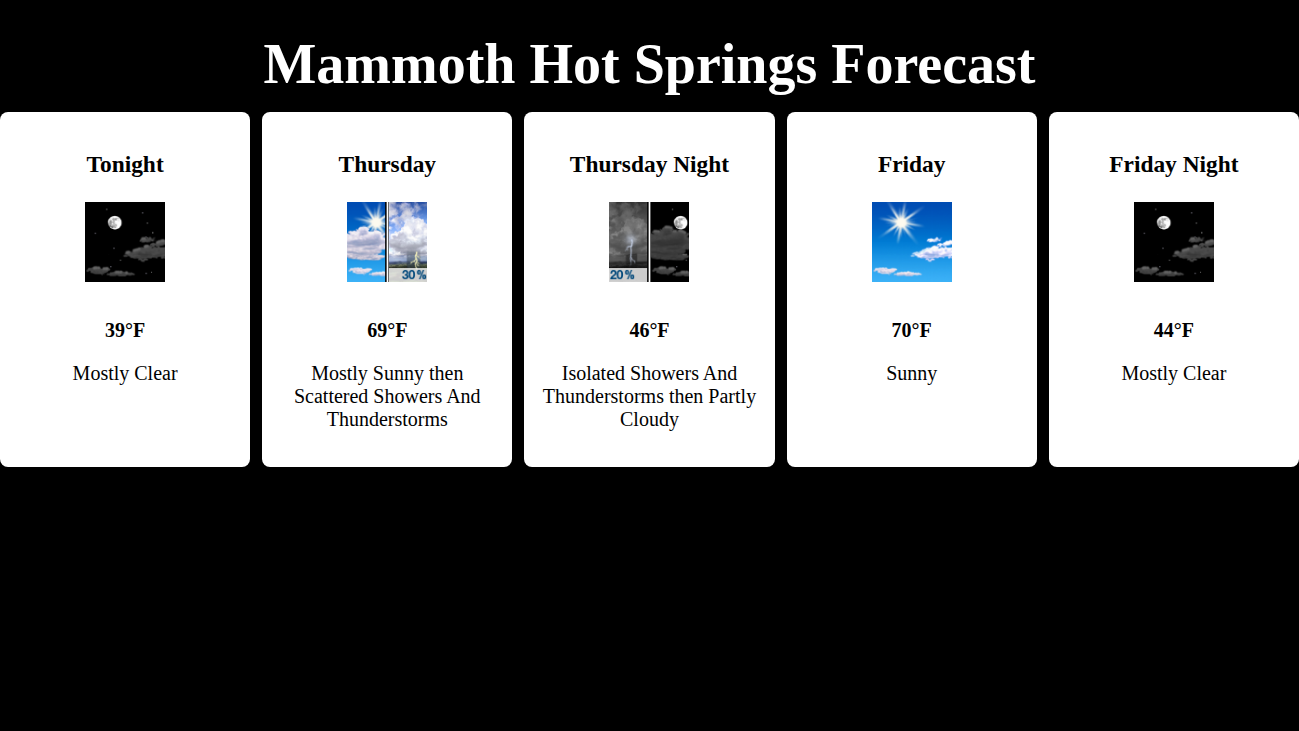 Mammoth Hot Springs Forecast
Tonight
39°F
Mostly Clear
Thursday
30%
69°F
Mostly Sunny then
Scattered Showers And
Thunderstorms
Thursday Night
20%
46°F
Isolated Showers And
Thunderstorms then Partly
Cloudy
Friday
70°F
Sunny
Friday Night
44°F
Mostly Clear